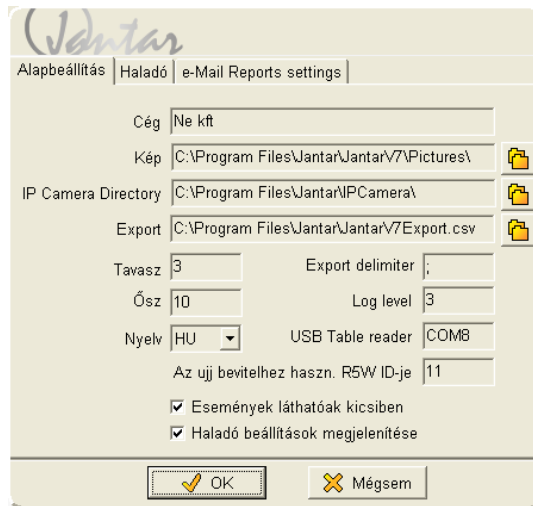 Jantar
Alapbeállítás Haladó e-Mail Reports settings
Cég Ne kft
Kép C:\Program Files\Jantar\JantarV7\Pictures\
IP Camera Directory C:\Program Files\Jantar\IPCamera\
Export C:\Program Files\Jantar\JantarV7Export.csv
Tavasz 3 Export delimiter ;
Ősz 10 Log level 3
Nyelv HU USB Table reader COM8
Az ujj bevitelhez haszn. R5W ID-je 11
Események láthatóak kicsiben
Haladó beállítások megjelenítése
OK Mégsem